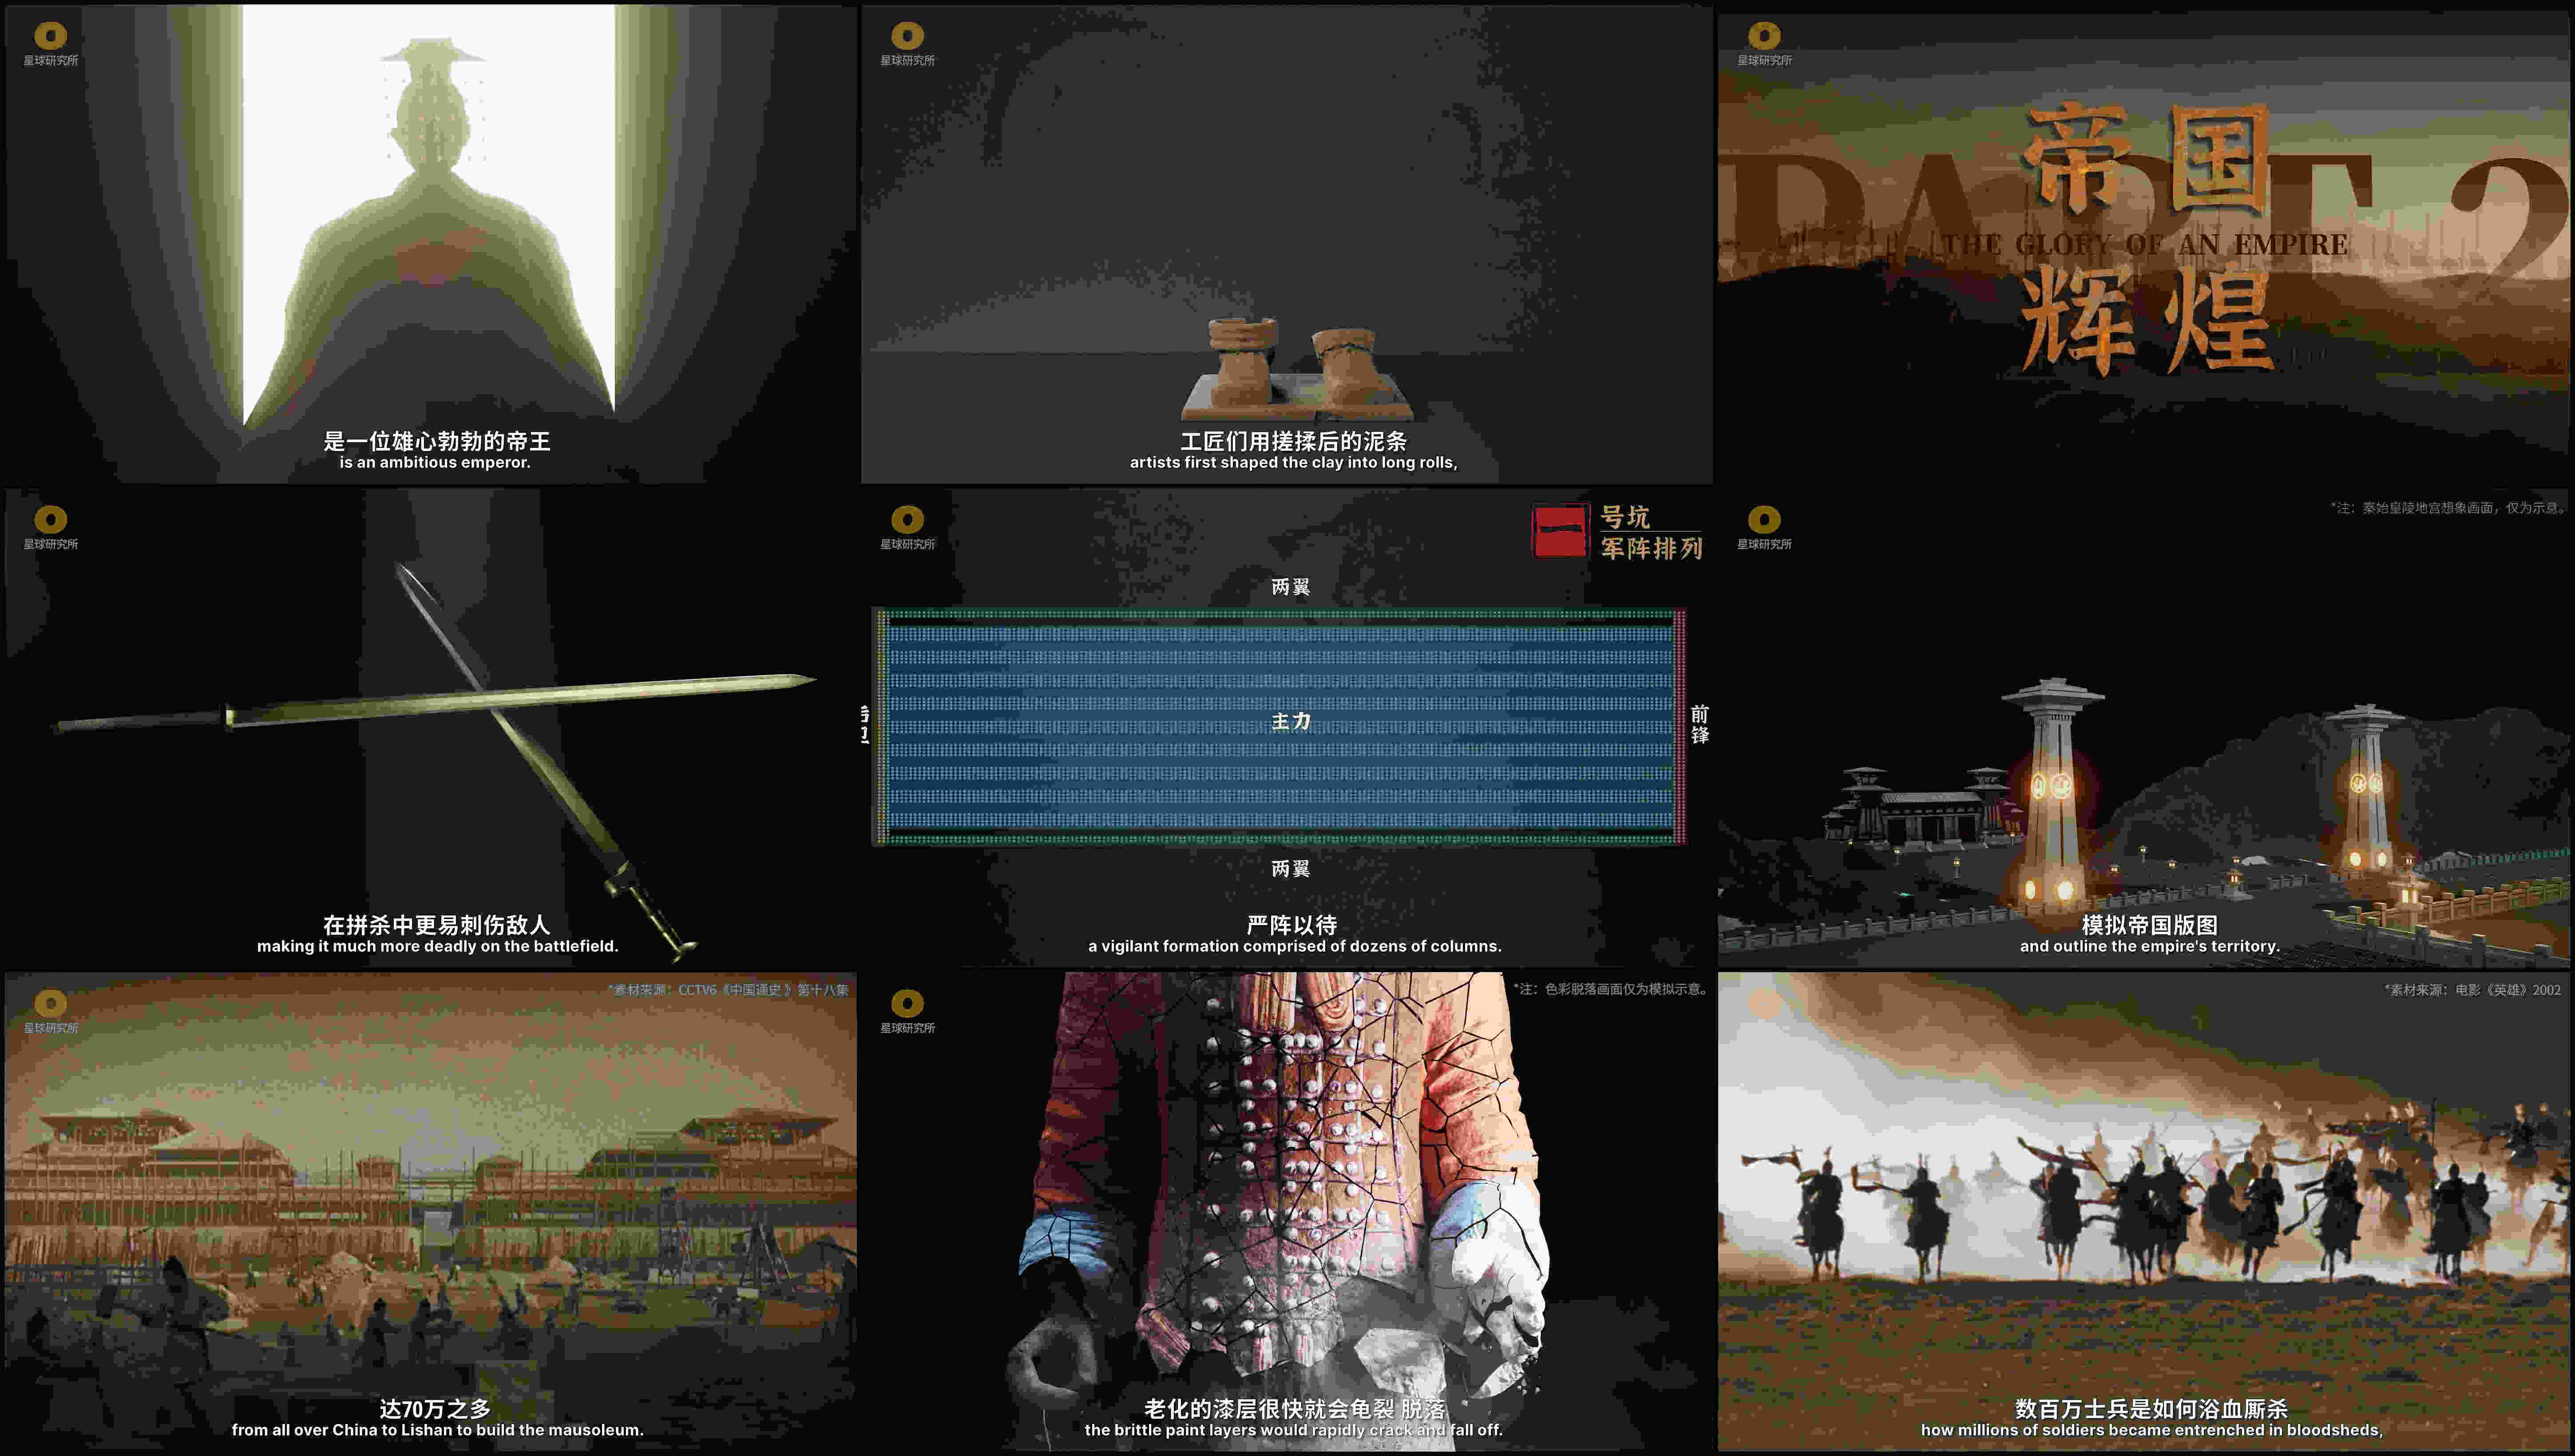 星球研究所
是一位雄心勃勃的帝王
is an ambitious emperor.
星球研究所
工匠们用搓揉后的泥条
artists first shaped the clay into long rolls,
星球研究所
PART 2
帝国
THE GLORY OF AN EMPIRE
辉煌
星球研究所
在拼杀中更易刺伤敌人
making it much more deadly on the battlefield.
星球研究所
一号坑
军阵排列
两翼
主力
前锋
两翼
严阵以待
a vigilant formation comprised of dozens of columns.
星球研究所
*注：秦始皇陵地宫想象画面，仅为示意。
模拟帝国版图
and outline the empire's territory.
星球研究所
*素材来源：CCTV6《中国通史》第十八集
达70万之多
from all over China to Lishan to build the mausoleum.
星球研究所
*注：色彩脱落画面仅为模拟示意。
老化的漆层很快就会龟裂 脱落
the brittle paint layers would rapidly crack and fall off.
*素材来源：电影《英雄》2002
数百万士兵是如何浴血厮杀
how millions of soldiers became entrenched in bloodsheds,